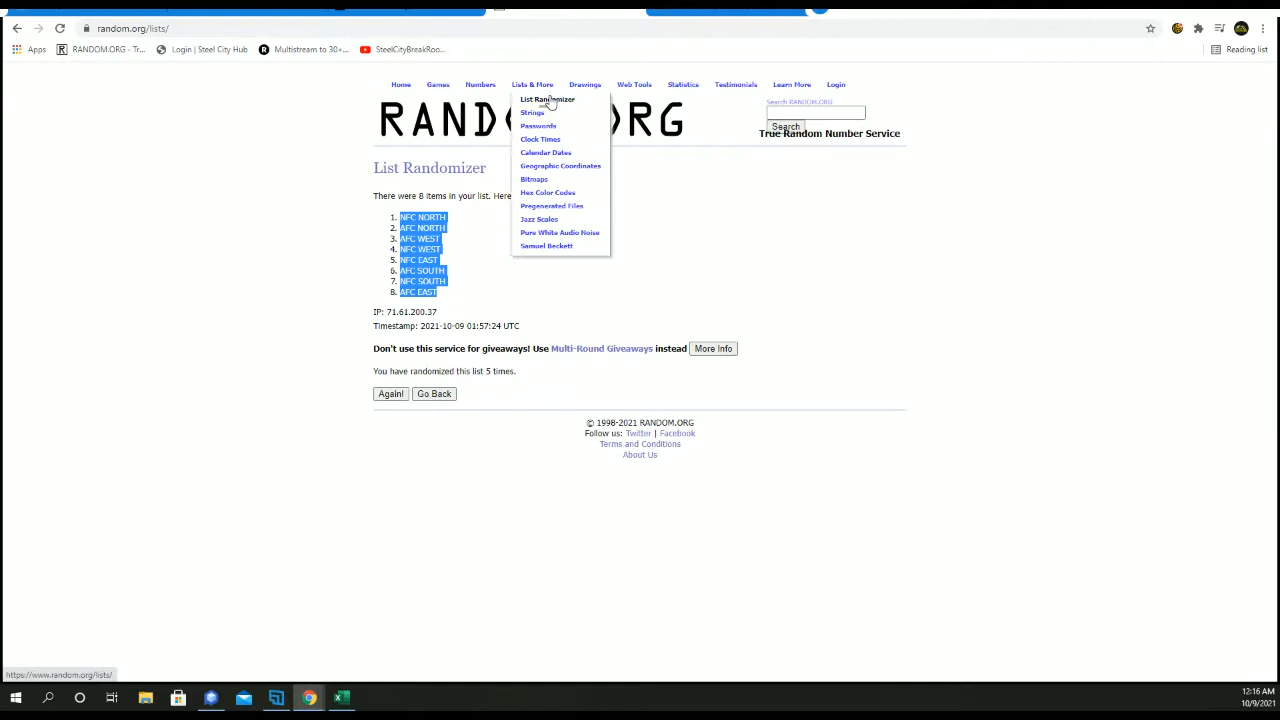 random.org/lists/
Apps
RANDOM.ORG - Tr...
Login | Steel City Hub
Multistream to 30+...
SteelCityBreakRoo...
Reading list
Home
Games
Numbers
Lists & More
Drawings
Web Tools
Statistics
Testimonials
Learn More
Login
List Randomizer
Strings
Passwords
Clock Times
Calendar Dates
Geographic Coordinates
Bitmaps
Hex Color Codes
Pregenerated Files
Jazz Scales
Pure White Audio Noise
Samuel Beckett
Search RANDOM.ORG
Search
True Random Number Service
List Randomizer
There were 8 items in your list. Here
1. NFC NORTH
2. AFC NORTH
3. AFC WEST
4. NFC WEST
5. NFC EAST
6. AFC SOUTH
7. NFC SOUTH
8. AFC EAST
IP: 71.61.200.37
Timestamp: 2021-10-09 01:57:24 UTC
Don't use this service for giveaways! Use Multi-Round Giveaways instead More Info
You have randomized this list 5 times.
Again! Go Back
© 1998-2021 RANDOM.ORG
Follow us: Twitter | Facebook
Terms and Conditions
About Us
https://www.random.org/lists/
12:16 AM
10/9/2021